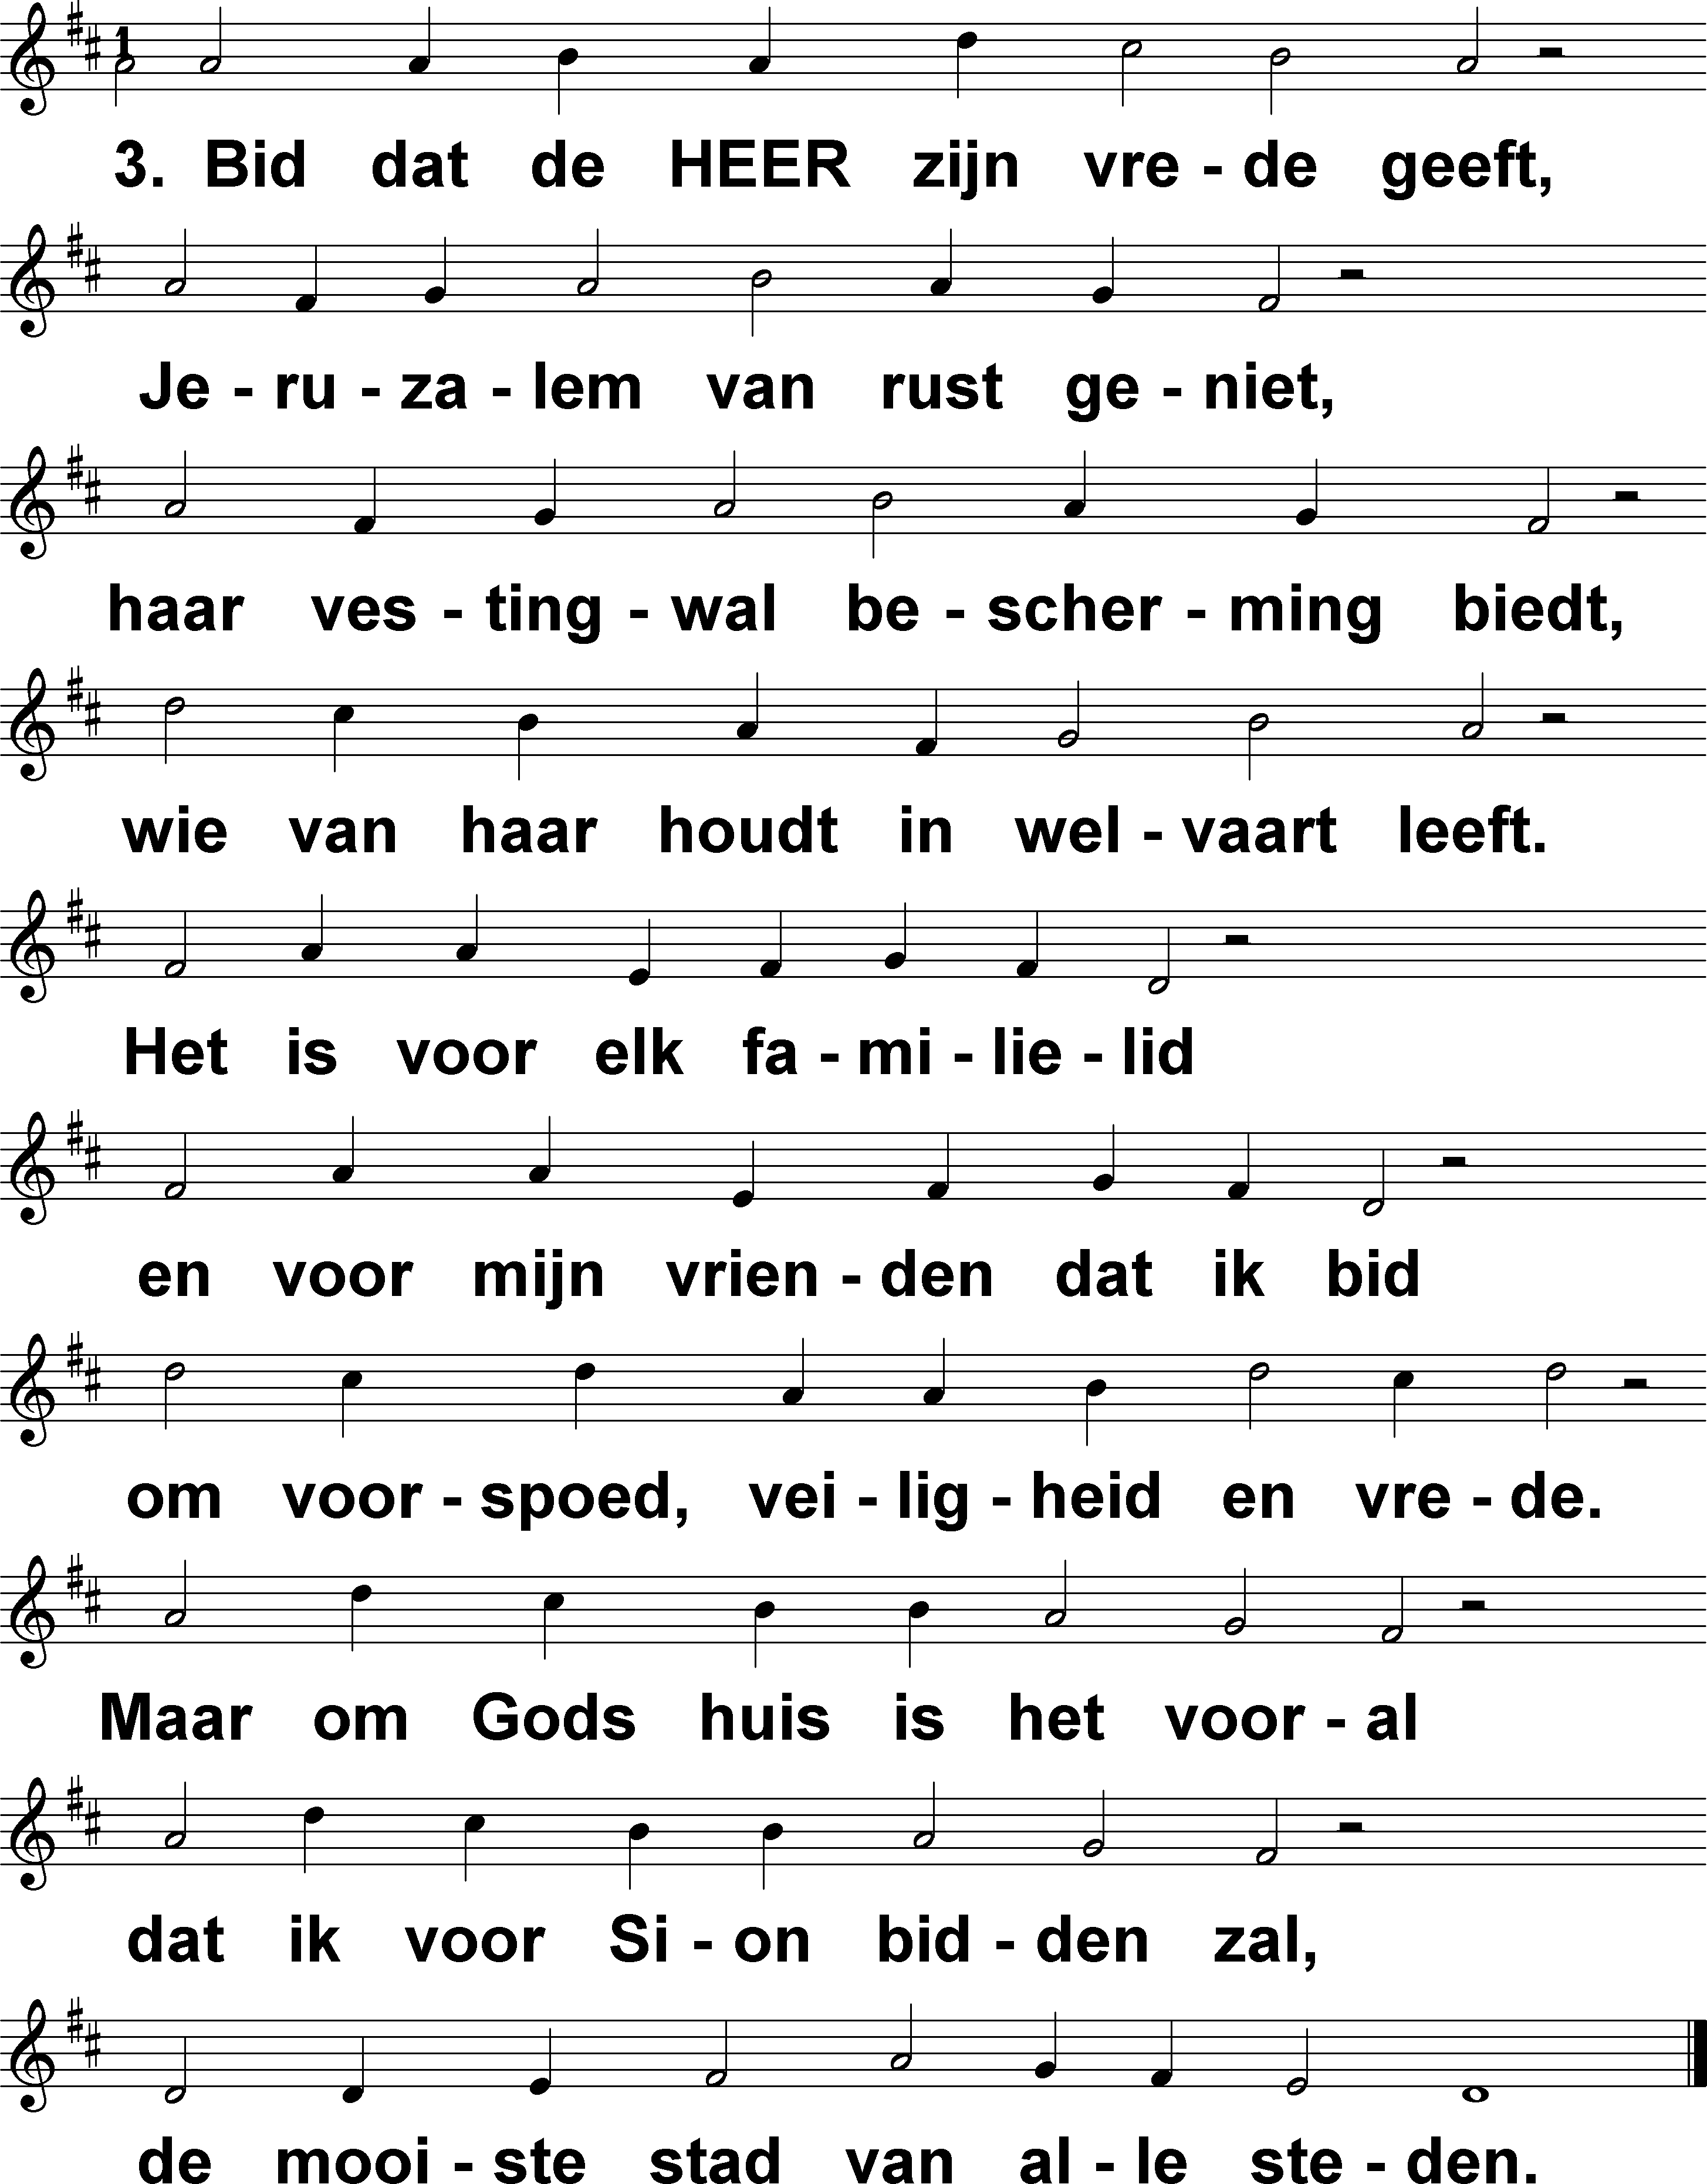 1
3. Bid dat de HEER zijn vre - de geeft,
Je - ru - za - lem van rust ge - niet,
haar ves - ting - wal be - scher - ming biedt,
wie van haar houdt in wel - vaart leeft.
Het is voor elk fa - mi - lie - lid
en voor mijn vrien - den dat ik bid
om voor - spoed, vei - lig - heid en vre - de.
Maar om Gods huis is het voor - al
dat ik voor Si - on bid - den zal,
de mooi - ste stad van al - le ste - den.